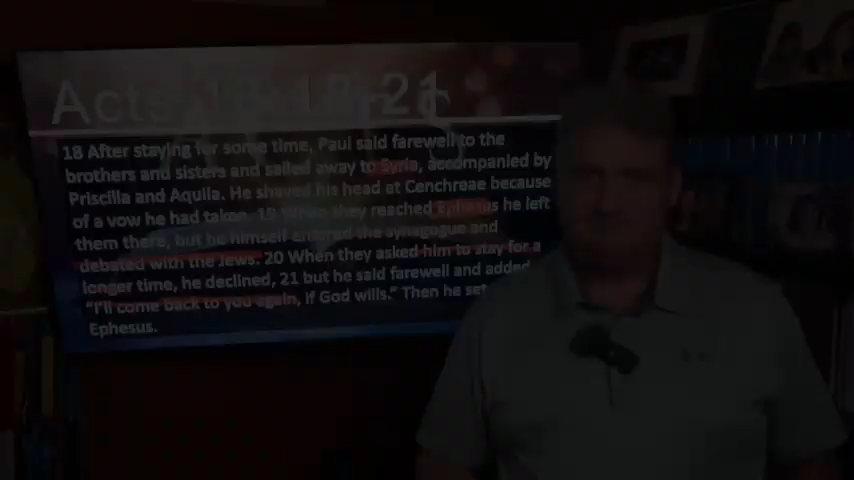 Acts 18:18-21
18 After staying for some time, Paul said farewell to the
brothers and sisters and sailed away to Syria, accompanied by
Priscilla and Aquila. He shaved his head at Cenchreae because
of a vow he had taken. 19 When they reached Ephesus he left
them there, but he himself entered the synagogue and
debated with the Jews. 20 When they asked him to stay for a
longer time, he declined, 21 but he said farewell and added,
“I'll come back to you again, if God wills.” Then he set
Ephesus.